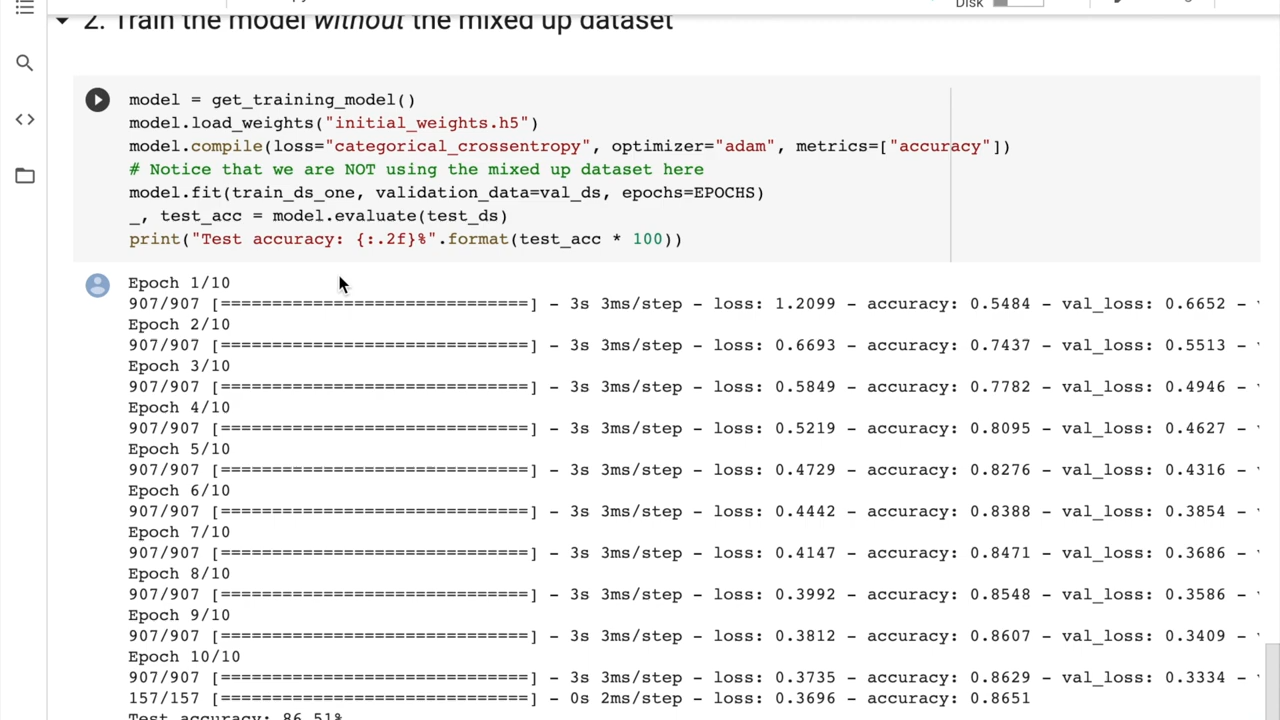 Disk
2. Train the model without the mixed up dataset
model = get_training_model()
model.load_weights("initial_weights.h5")
model.compile(loss="categorical_crossentropy", optimizer="adam", metrics=["accuracy"])
# Notice that we are NOT using the mixed up dataset here
model.fit(train_ds_one, validation_data=val_ds, epochs=EPOCHS)
_, test_acc = model.evaluate(test_ds)
print("Test accuracy: {:.2f}%".format(test_acc * 100))
Epoch 1/10
907/907 [==============================] - 3s 3ms/step - loss: 1.2099 - accuracy: 0.5484 - val_loss: 0.6652 -
Epoch 2/10
907/907 [==============================] - 3s 3ms/step - loss: 0.6693 - accuracy: 0.7437 - val_loss: 0.5513 -
Epoch 3/10
907/907 [==============================] - 3s 3ms/step - loss: 0.5849 - accuracy: 0.7782 - val_loss: 0.4946 -
Epoch 4/10
907/907 [==============================] - 3s 3ms/step - loss: 0.5219 - accuracy: 0.8095 - val_loss: 0.4627 -
Epoch 5/10
907/907 [==============================] - 3s 3ms/step - loss: 0.4729 - accuracy: 0.8276 - val_loss: 0.4316 -
Epoch 6/10
907/907 [==============================] - 3s 3ms/step - loss: 0.4442 - accuracy: 0.8388 - val_loss: 0.3854 -
Epoch 7/10
907/907 [==============================] - 3s 3ms/step - loss: 0.4147 - accuracy: 0.8471 - val_loss: 0.3686 -
Epoch 8/10
907/907 [==============================] - 3s 3ms/step - loss: 0.3992 - accuracy: 0.8548 - val_loss: 0.3586 -
Epoch 9/10
907/907 [==============================] - 3s 3ms/step - loss: 0.3812 - accuracy: 0.8607 - val_loss: 0.3409 -
Epoch 10/10
907/907 [==============================] - 3s 3ms/step - loss: 0.3735 - accuracy: 0.8629 - val_loss: 0.3334 -
157/157 [==============================] - 0s 2ms/step - loss: 0.3696 - accuracy: 0.8651
Test accuracy: 86.51%